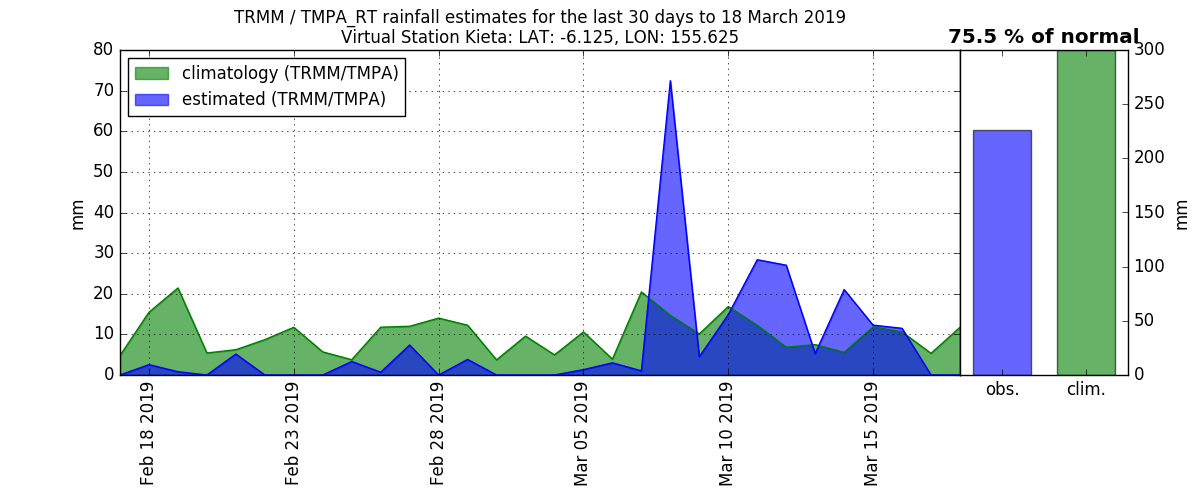 TRMM / TMPA_RT rainfall estimates for the last 30 days to 18 March 2019
Virtual Station Kieta: LAT: -6.125, LON: 155.625
75.5 % of normal
climatology (TRMM/TMPA)
estimated (TRMM/TMPA)
80
70
60
50
40
30
20
10
0
mm
300
250
200
150
100
50
0
mm
obs.
clim.
Feb 18 2019
Feb 23 2019
Feb 28 2019
Mar 05 2019
Mar 10 2019
Mar 15 2019